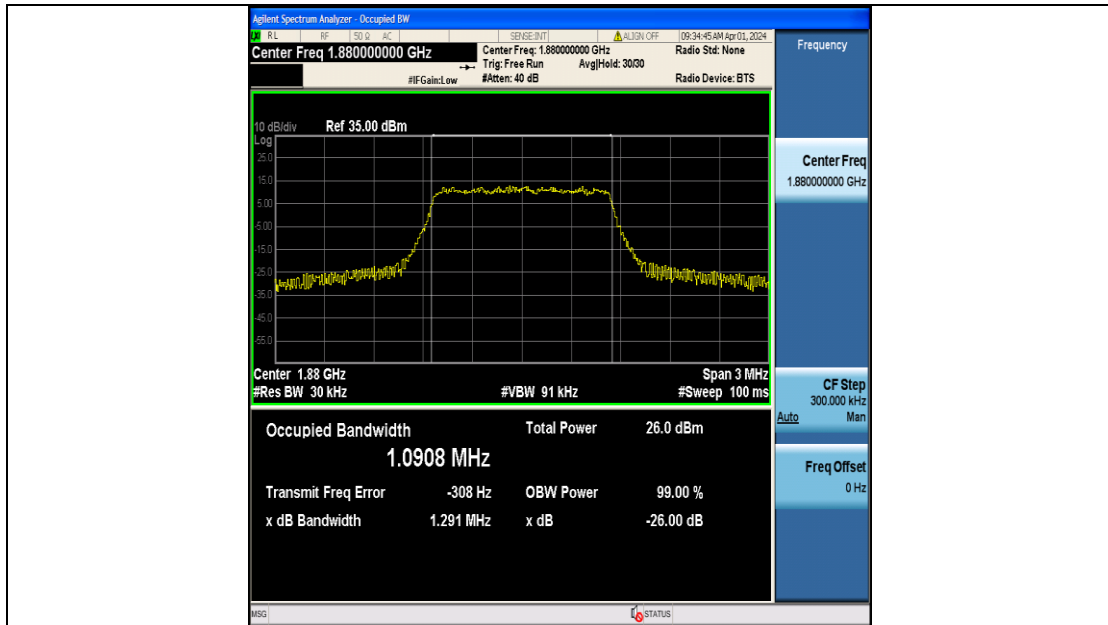 Agilent Spectrum Analyzer - Occupied BW
RL RF 50 Ω AC SENSE:INT ALIGN OFF 09:34:45 AM Apr 01, 2024
Center Freq 1.880000000 GHz
Center Freq: 1.880000000 GHz
Radio Std: None
Trig: Free Run Avg|Hold: 30/30
#IFGain:Low
#Atten: 40 dB
Radio Device: BTS
10 dB/div Ref 35.00 dBm
Log
25.0
15.0
5.00
-5.00
-15.0
-25.0
-35.0
-45.0
-55.0
Center 1.88 GHz Span 3 MHz
#Res BW 30 kHz #VBW 91 kHz #Sweep 100 ms
Occupied Bandwidth Total Power 26.0 dBm
1.0908 MHz
Transmit Freq Error -308 Hz OBW Power 99.00 %
x dB Bandwidth 1.291 MHz x dB -26.00 dB
Frequency
Center Freq
1.880000000 GHz
CF Step
300.000 kHz
Auto Man
Freq Offset
0 Hz
MSG STATUS